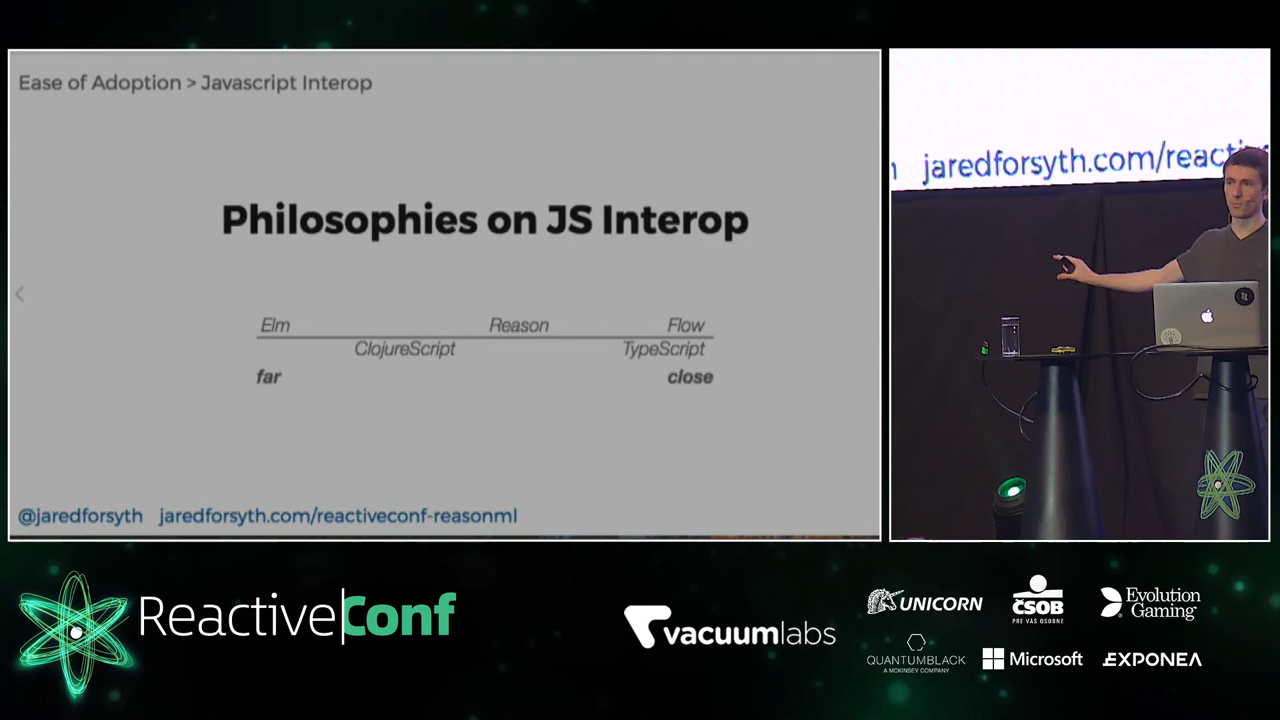 Ease of Adoption > Javascript Interop
Philosophies on JS Interop
Elm Reason Flow
ClojureScript TypeScript
far close
@jaredforsyth jaredforsyth.com/reactiveconf-reasonml
jaredforsyth.com/reacti
ReactiveConf
vacuumlabs
UNICORN
ČSOB
PRE VÁS OSOBNE
Evolution
Gaming
QUANTUMBLACK
A MCKINSEY COMPANY
Microsoft
EXPONEA